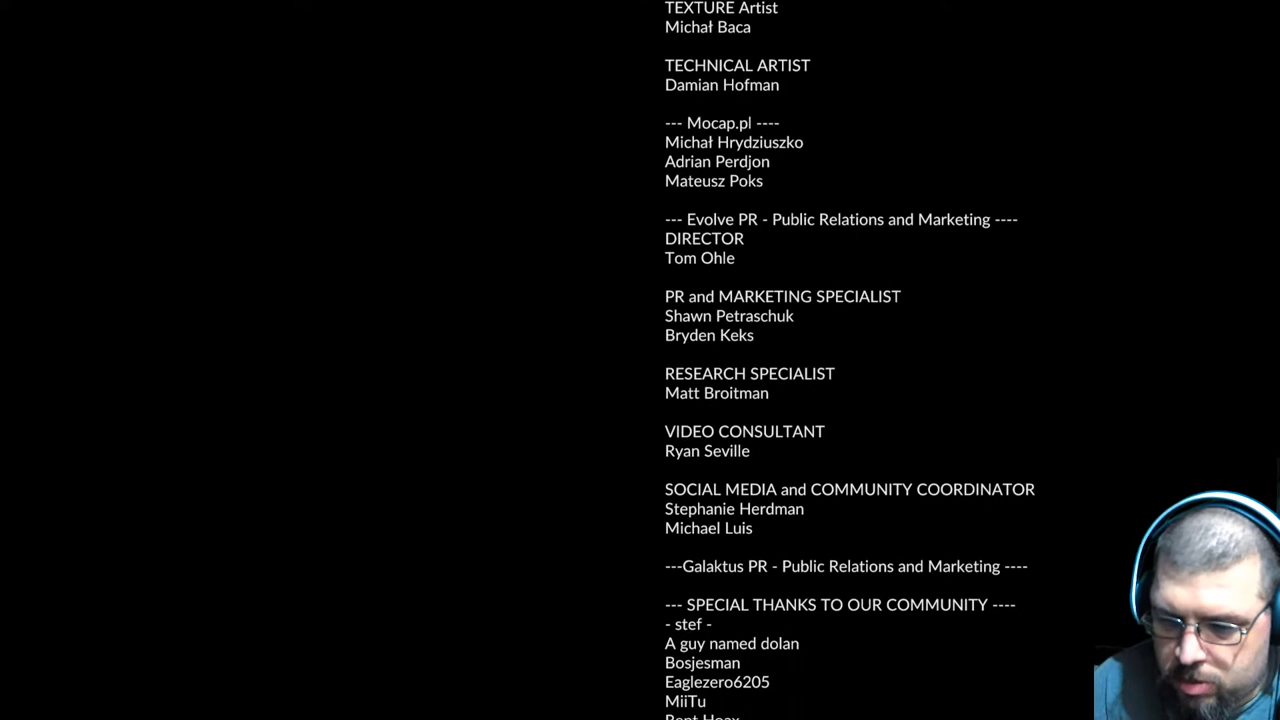 TEXTURE Artist
Michał Baca
TECHNICAL ARTIST
Damian Hofman
--- Mocap.pl ----
Michał Hrydziuszko
Adrian Perdjon
Mateusz Poks
--- Evolve PR - Public Relations and Marketing ----
DIRECTOR
Tom Ohle
PR and MARKETING SPECIALIST
Shawn Petraschuk
Bryden Keks
RESEARCH SPECIALIST
Matt Broitman
VIDEO CONSULTANT
Ryan Seville
SOCIAL MEDIA and COMMUNITY COORDINATOR
Stephanie Herdman
Michael Luis
---Galaktus PR - Public Relations and Marketing ----
--- SPECIAL THANKS TO OUR COMMUNITY ----
- stef -
A guy named dolan
Bosjesman
Eaglezero6205
MiiTu